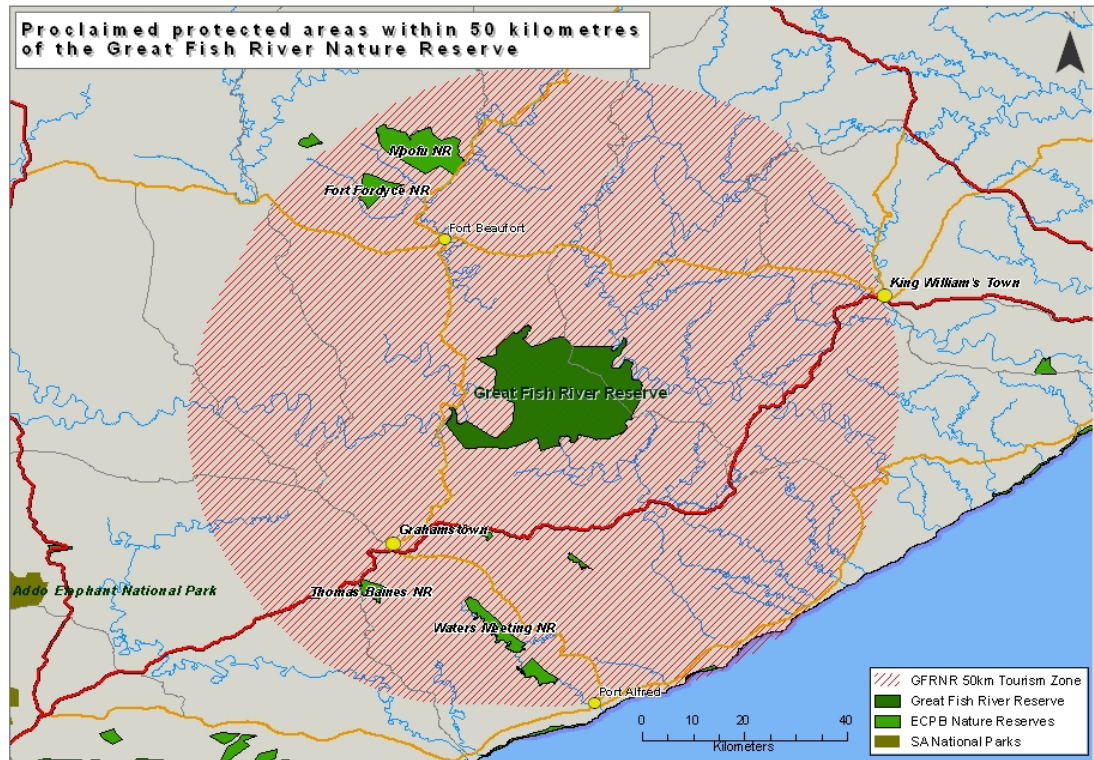 Proclaimed protected areas within 50 kilometres
of the Great Fish River Nature Reserve
Mpofu NR
Fort Fordyce NR
Fort Beaufort
King William's Town
Great Fish River Reserve
Grahamstown
Addo Elephant National Park
Thomas Baines NR
Waters Meeting NR
Port Alfred
0 10 20 40
Kilometers
GFRNR 50km Tourism Zone
Great Fish River Reserve
ECPB Nature Reserves
SA National Parks